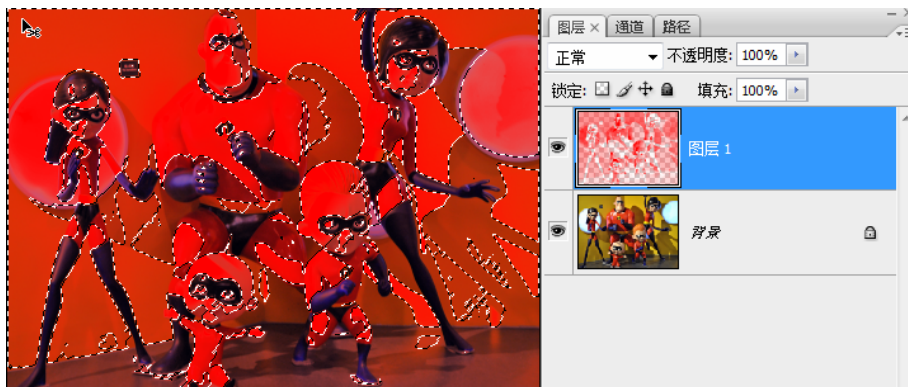 图层 × 通道 路径
正常 不透明度: 100%
锁定: 填充: 100%
图层 1
背景